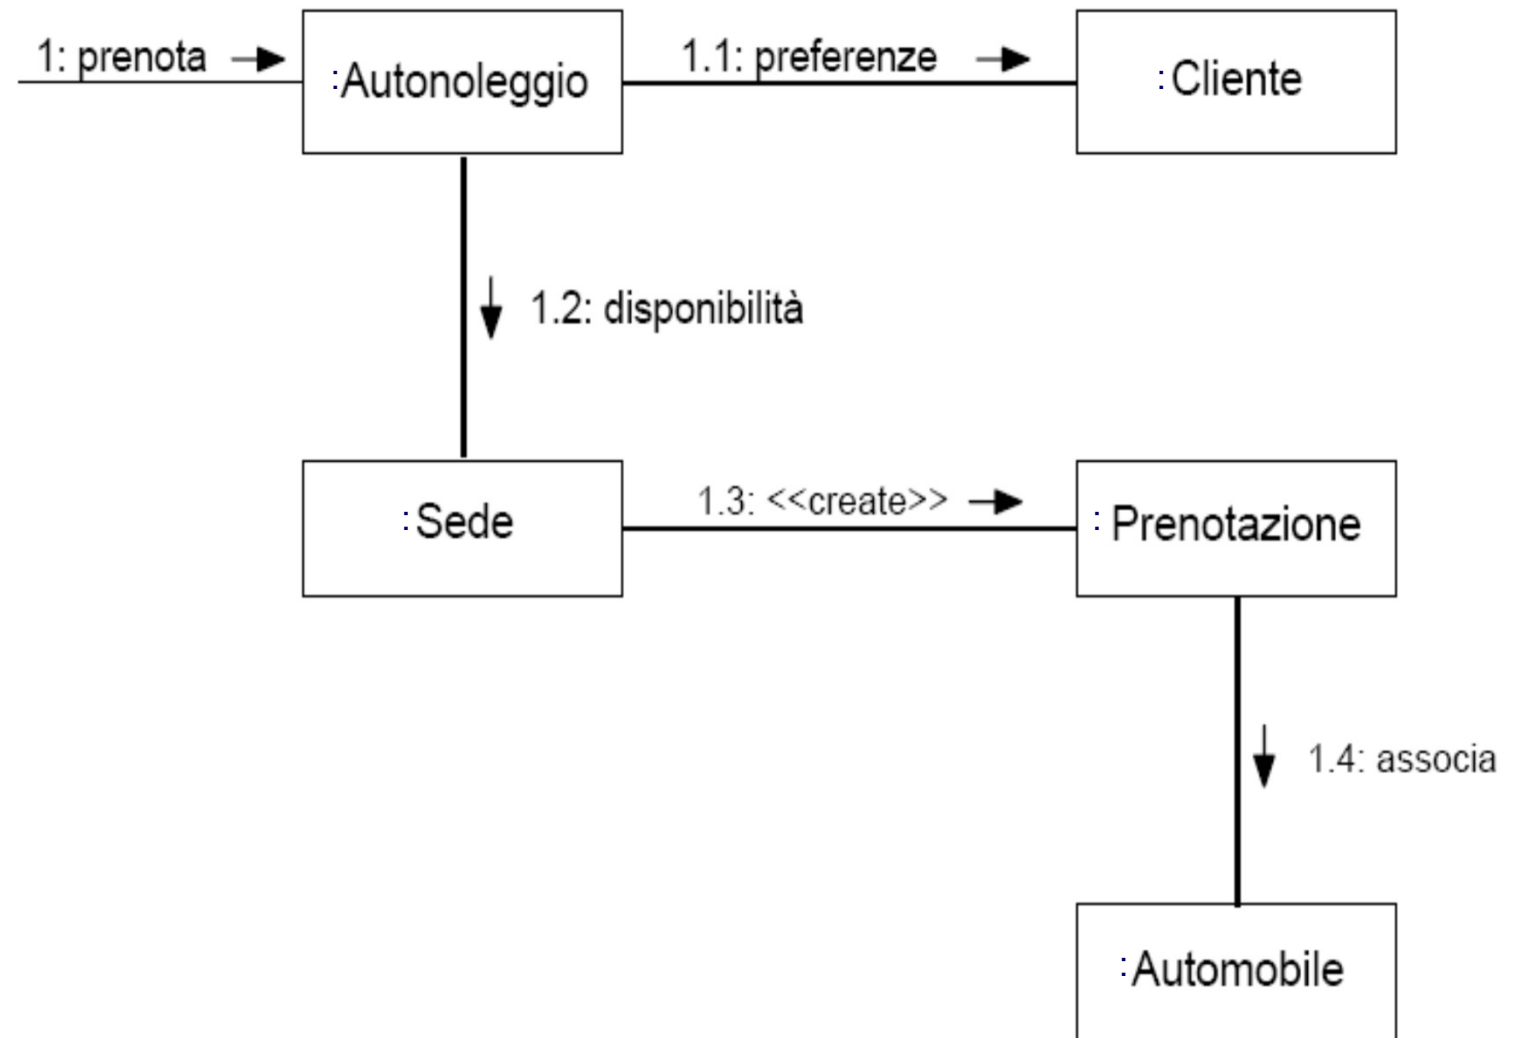 1: prenota
:Autonoleggio
1.1: preferenze
:Cliente
1.2: disponibilità
:Sede
1.3: <<create>>
: Prenotazione
1.4: associa
:Automobile